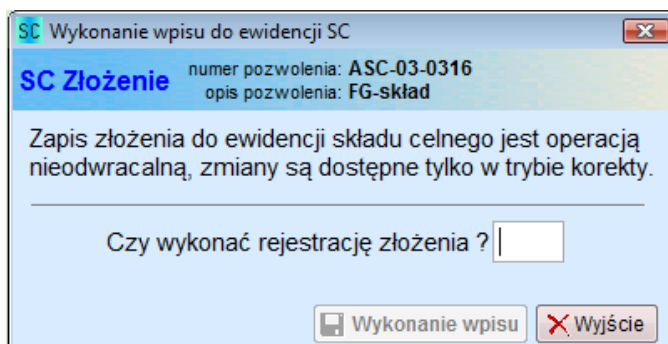 SC Wykonanie wpisu do ewidencji SC
SC Złożenie
numer pozwolenia: ASC-03-0316
opis pozwolenia: FG-skład
Zapis złożenia do ewidencji składu celnego jest operacją
nieodwracalną, zmiany są dostępne tylko w trybie korekty.
Czy wykonać rejestrację złożenia ?
Wykonanie wpisu
Wyjście